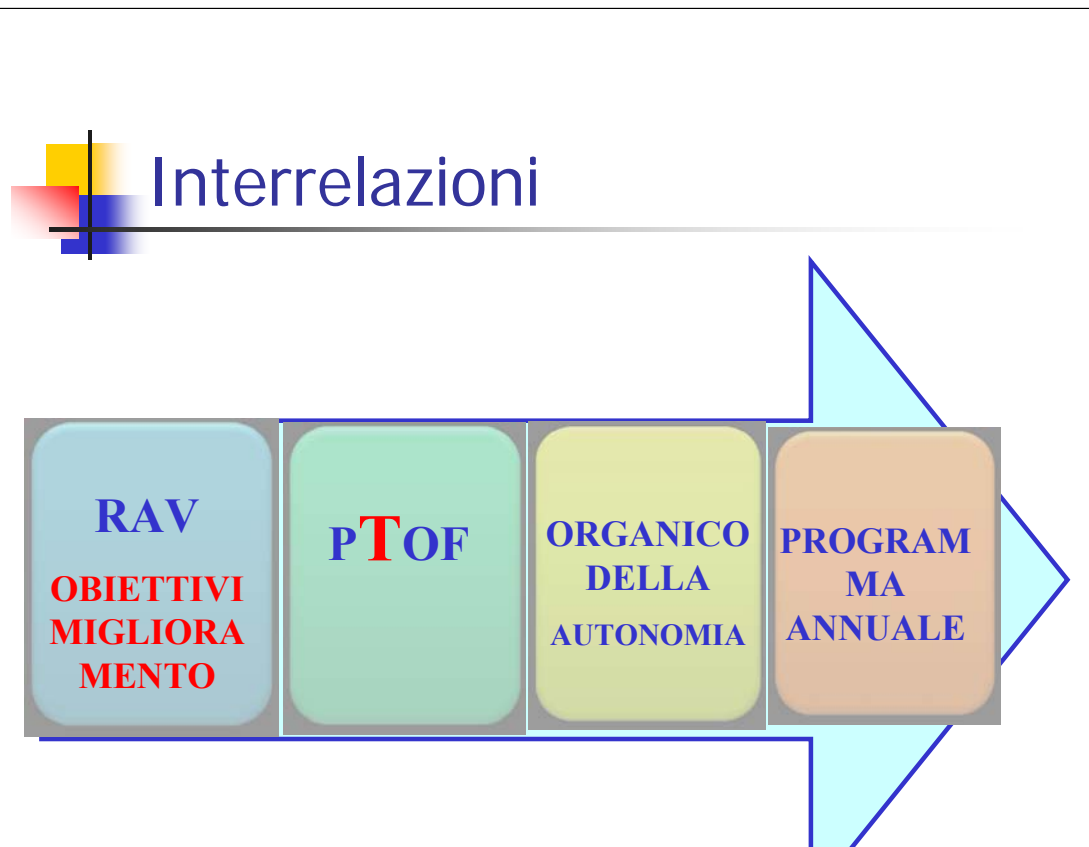 Interrelazioni
RAV
OBIETTIVI
MIGLIORA
MENTO
PTOF
ORGANICO
DELLA
AUTONOMIA
PROGRAM
MA
ANNUALE